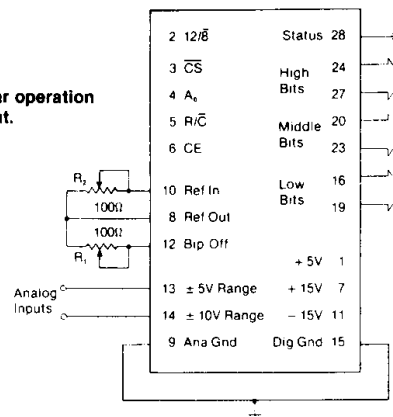 er operation
t.
2 12/8̅
3 C̅S̅
4 A₀
5 R/C̅
6 CE
R₂
100Ω
100Ω
R₁
10 Ref In
8 Ref Out
12 Bip Off
Analog
Inputs
13 ± 5V Range
14 ± 10V Range
9 Ana Gnd
Status 28
High
Bits
24
27
Middle
Bits
20
23
Low
Bits
16
19
+ 5V 1
+ 15V 7
− 15V 11
Dig Gnd 15